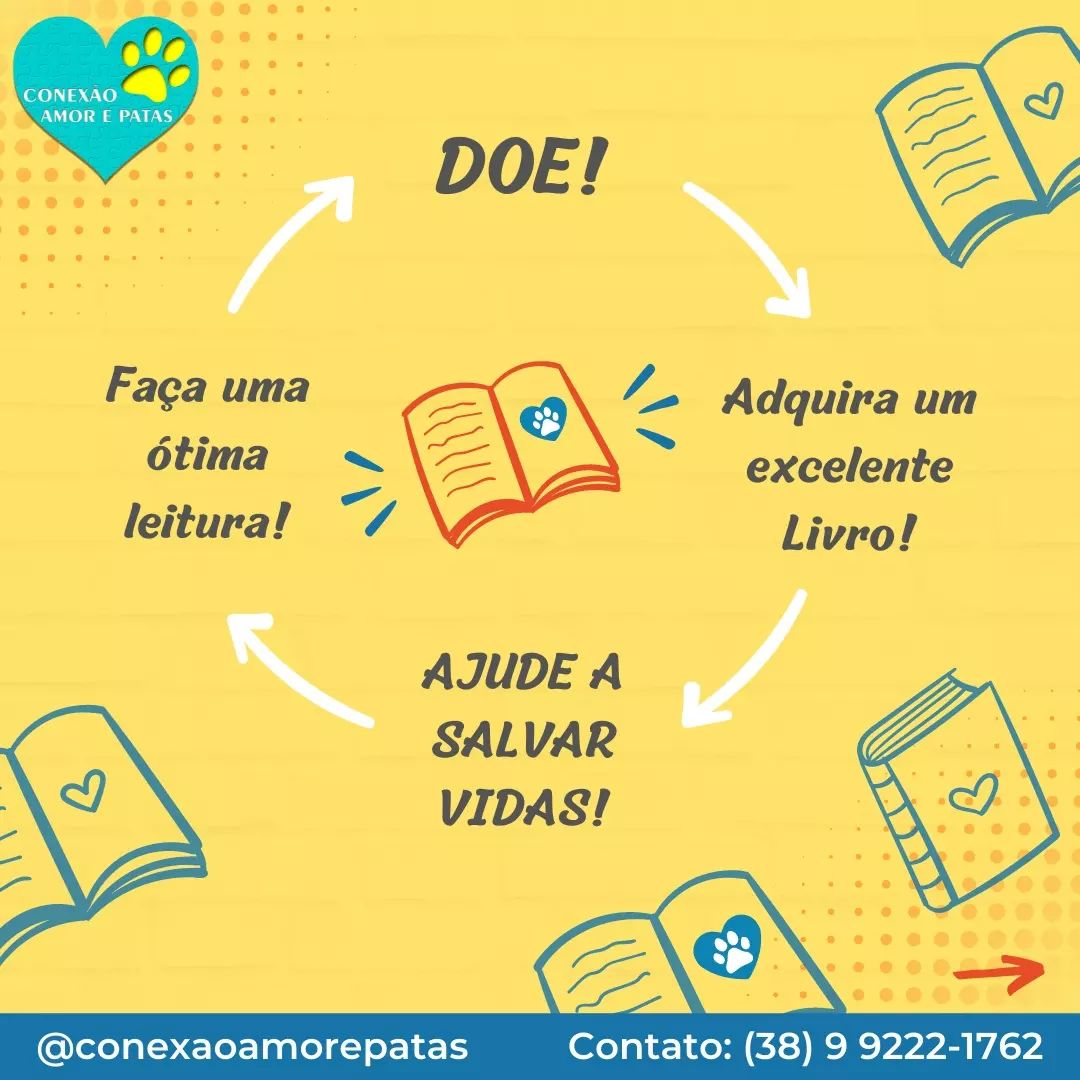 CONEXÃO
AMOR E PATAS
DOE!
Adquira um
excelente
Livro!
AJUDE A
SALVAR
VIDAS!
Faça uma
ótima
leitura!
@conexaoamorepatas
Contato: (38) 9 9222-1762